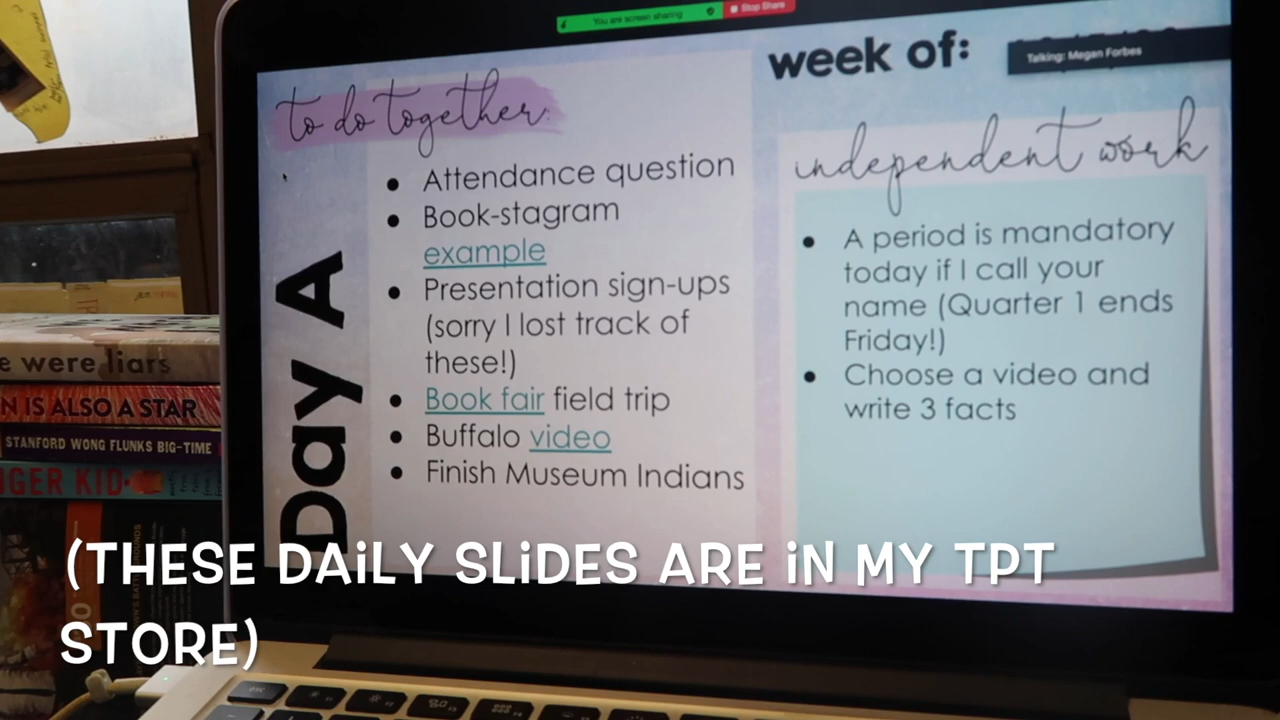 You are screen sharing
Stop Share
week of:
Talking: Megan Forbes
to do together:
independent work
Day A
Attendance question
Book-stagram
example
Presentation sign-ups
(sorry I lost track of
these!)
Book fair field trip
Buffalo video
Finish Museum Indians
A period is mandatory
today if I call your
name (Quarter 1 ends
Friday!)
Choose a video and
write 3 facts
e were liars
N IS ALSO A STAR
STANFORD WONG FLUNKS BIG-TIME
NGER KID
(THESE DAiLY SLiDES ARE iN MY TPT
STORE)
esc